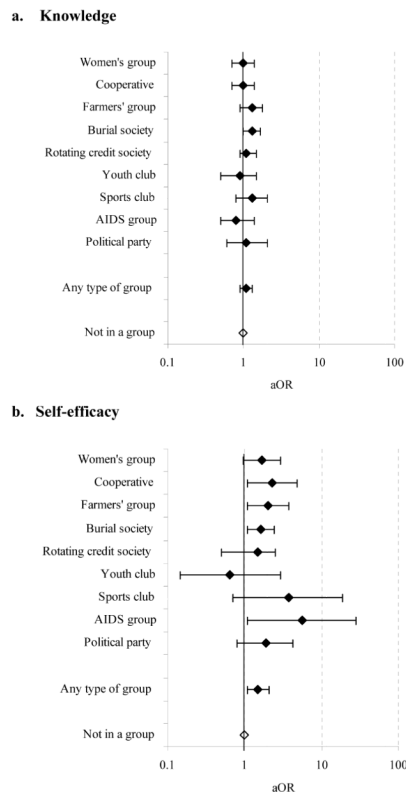 a. Knowledge
Women's group
Cooperative
Farmers' group
Burial society
Rotating credit society
Youth club
Sports club
AIDS group
Political party
Any type of group
Not in a group
0.1 1 10 100
aOR
b. Self-efficacy
Women's group
Cooperative
Farmers' group
Burial society
Rotating credit society
Youth club
Sports club
AIDS group
Political party
Any type of group
Not in a group
0.1 1 10 100
aOR